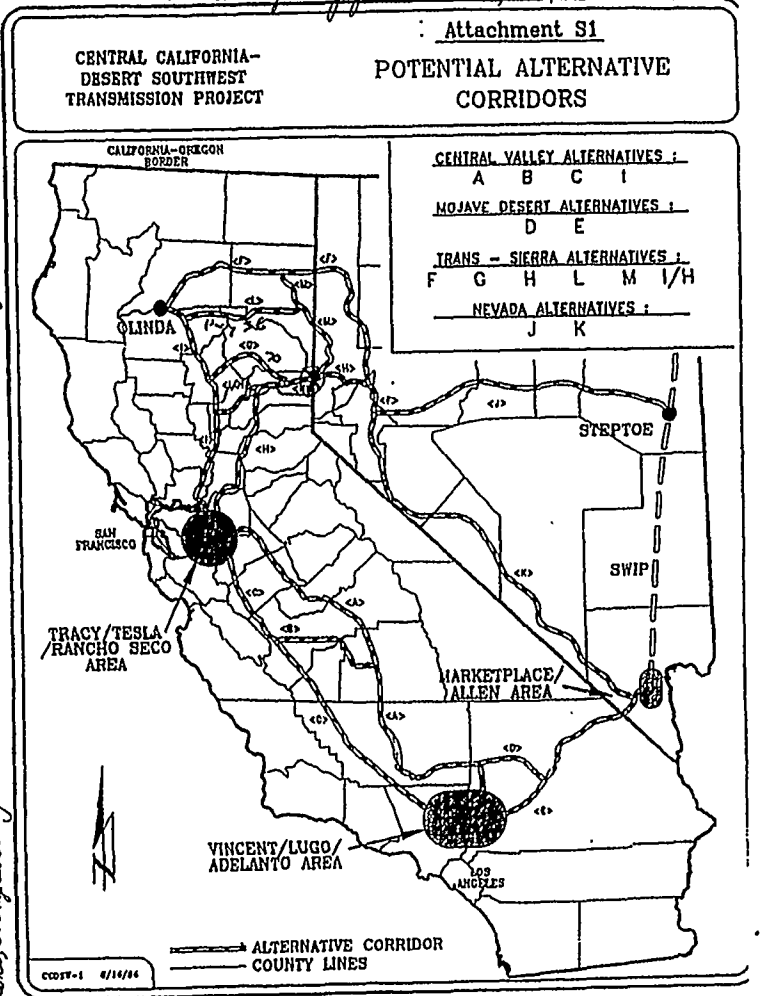 : Attachment S1
CENTRAL CALIFORNIA-
DESERT SOUTHWEST
TRANSMISSION PROJECT
POTENTIAL ALTERNATIVE
CORRIDORS
CALIFORNIA-OREGON
BORDER
CENTRAL VALLEY ALTERNATIVES :
A B C I
MOJAVE DESERT ALTERNATIVES :
D E
TRANS - SIERRA ALTERNATIVES :
F G H L M I/H
NEVADA ALTERNATIVES :
J K
<L>
OLINDA
<I>
<G>
<H>
<H>
<J>
STEPTOE
<I>
<H>
SAN
FRANCISCO
SWIP
<K>
<C>
<A>
<B>
TRACY/TESLA
/RANCHO SECO
AREA
MARKETPLACE/
ALLEN AREA
<C>
<A>
<D>
<E>
VINCENT/LUGO/
ADELANTO AREA
LOS
ANGELES
ALTERNATIVE CORRIDOR
COUNTY LINES
CCDSW-1